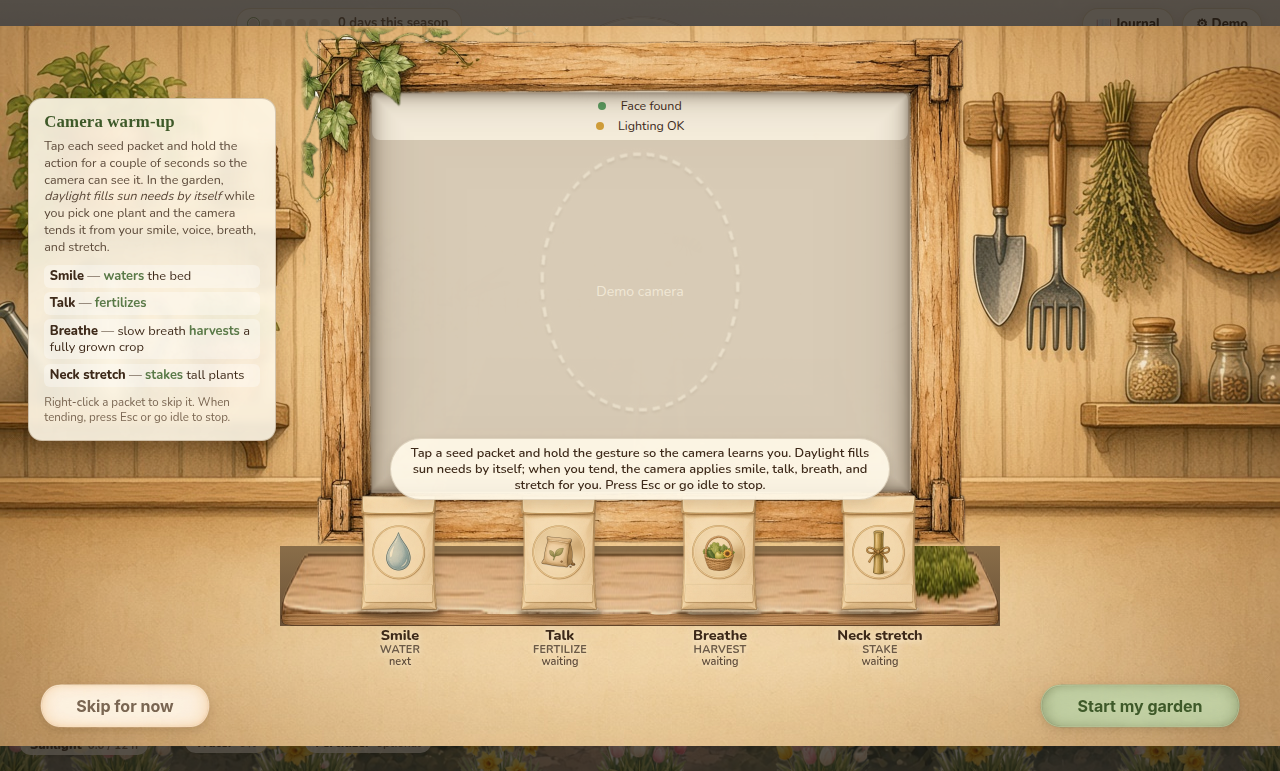 0 days this season
Journal
Demo
Face found
Lighting OK
Camera warm-up
Tap each seed packet and hold the
action for a couple of seconds so the
camera can see it. In the garden,
daylight fills sun needs by itself while
you pick one plant and the camera
tends it from your smile, voice, breath,
and stretch.
Smile — waters the bed
Talk — fertilizes
Breathe — slow breath harvests a
fully grown crop
Neck stretch — stakes tall plants
Right-click a packet to skip it. When
tending, press Esc or go idle to stop.
Demo camera
Tap a seed packet and hold the gesture so the camera learns you. Daylight fills
sun needs by itself; when you tend, the camera applies smile, talk, breath, and
stretch for you. Press Esc or go idle to stop.
Smile
WATER
next
Talk
FERTILIZE
waiting
Breathe
HARVEST
waiting
Neck stretch
STAKE
waiting
Skip for now
Start my garden
Sunlight